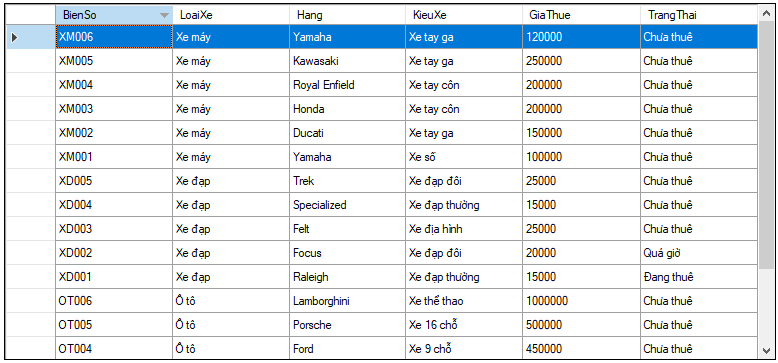 BienSo LoaiXe Hang KieuXe GiaThue TrangThai
XM006 Xe máy Yamaha Xe tay ga 120000 Chưa thuê
XM005 Xe máy Kawasaki Xe tay ga 250000 Chưa thuê
XM004 Xe máy Royal Enfield Xe tay côn 200000 Chưa thuê
XM003 Xe máy Honda Xe tay côn 200000 Chưa thuê
XM002 Xe máy Ducati Xe tay ga 150000 Chưa thuê
XM001 Xe máy Yamaha Xe số 100000 Chưa thuê
XD005 Xe đạp Trek Xe đạp đôi 25000 Chưa thuê
XD004 Xe đạp Specialized Xe đạp thường 15000 Chưa thuê
XD003 Xe đạp Felt Xe địa hình 25000 Chưa thuê
XD002 Xe đạp Focus Xe đạp đôi 20000 Quá giờ
XD001 Xe đạp Raleigh Xe đạp thường 15000 Đang thuê
OT006 Ô tô Lamborghini Xe thể thao 1000000 Chưa thuê
OT005 Ô tô Porsche Xe 16 chỗ 500000 Chưa thuê
OT004 Ô tô Ford Xe 9 chỗ 450000 Chưa thuê